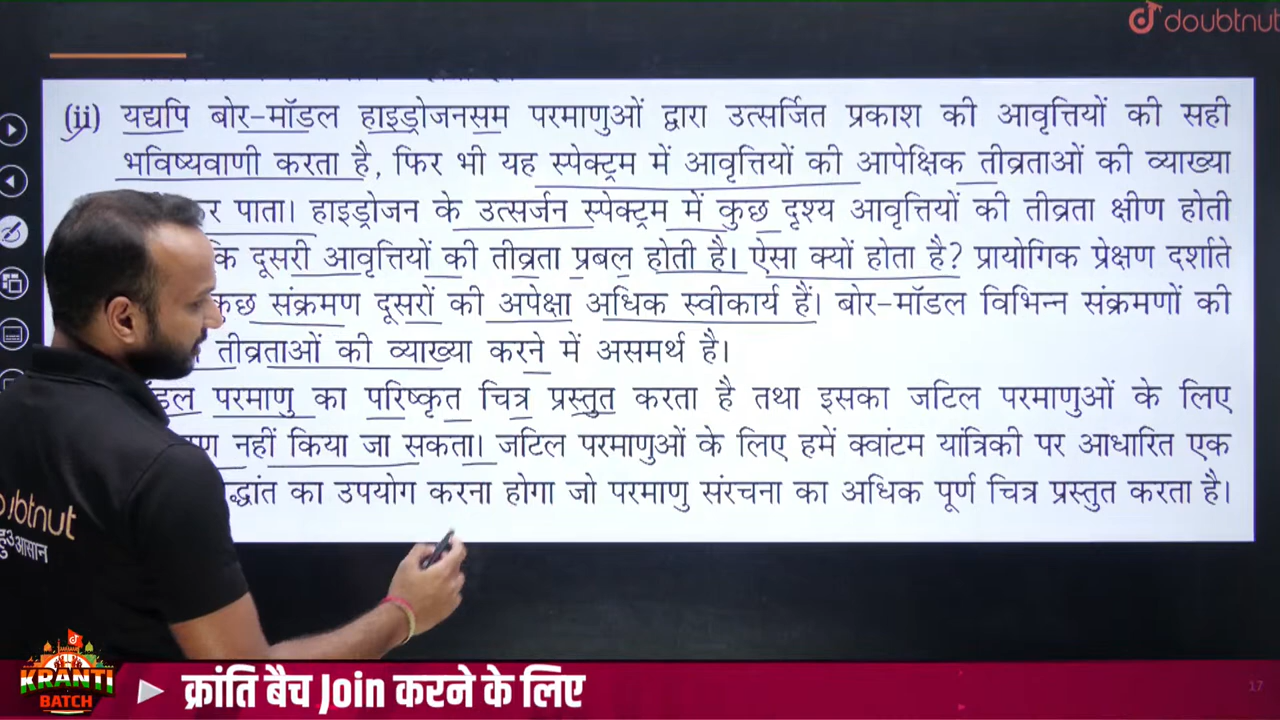 doubtnut
(ii) यद्यपि बोर-मॉडल हाइड्रोजनसम परमाणुओं द्वारा उत्सर्जित प्रकाश की आवृत्तियों की सही
भविष्यवाणी करता है, फिर भी यह स्पेक्ट्रम में आवृत्तियों की आपेक्षिक तीव्रताओं की व्याख्या
पाता। हाइड्रोजन के उत्सर्जन स्पेक्ट्रम में कुछ दृश्य आवृत्तियों की तीव्रता क्षीण होती
दूसरी आवृत्तियों की तीव्रता प्रबल होती है। ऐसा क्यों होता है? प्रायोगिक प्रेक्षण दर्शाते
कुछ संक्रमण दूसरों की अपेक्षा अधिक स्वीकार्य हैं। बोर-मॉडल विभिन्न संक्रमणों की
तीव्रताओं की व्याख्या करने में असमर्थ है।
परमाणु का परिष्कृत चित्र प्रस्तुत करता है तथा इसका जटिल परमाणुओं के लिए
नहीं किया जा सकता। जटिल परमाणुओं के लिए हमें क्वांटम यांत्रिकी पर आधारित एक
का उपयोग करना होगा जो परमाणु संरचना का अधिक पूर्ण चित्र प्रस्तुत करता है।
आसान
KRANTI
BATCH
क्रांति बैच Join करने के लिए
17